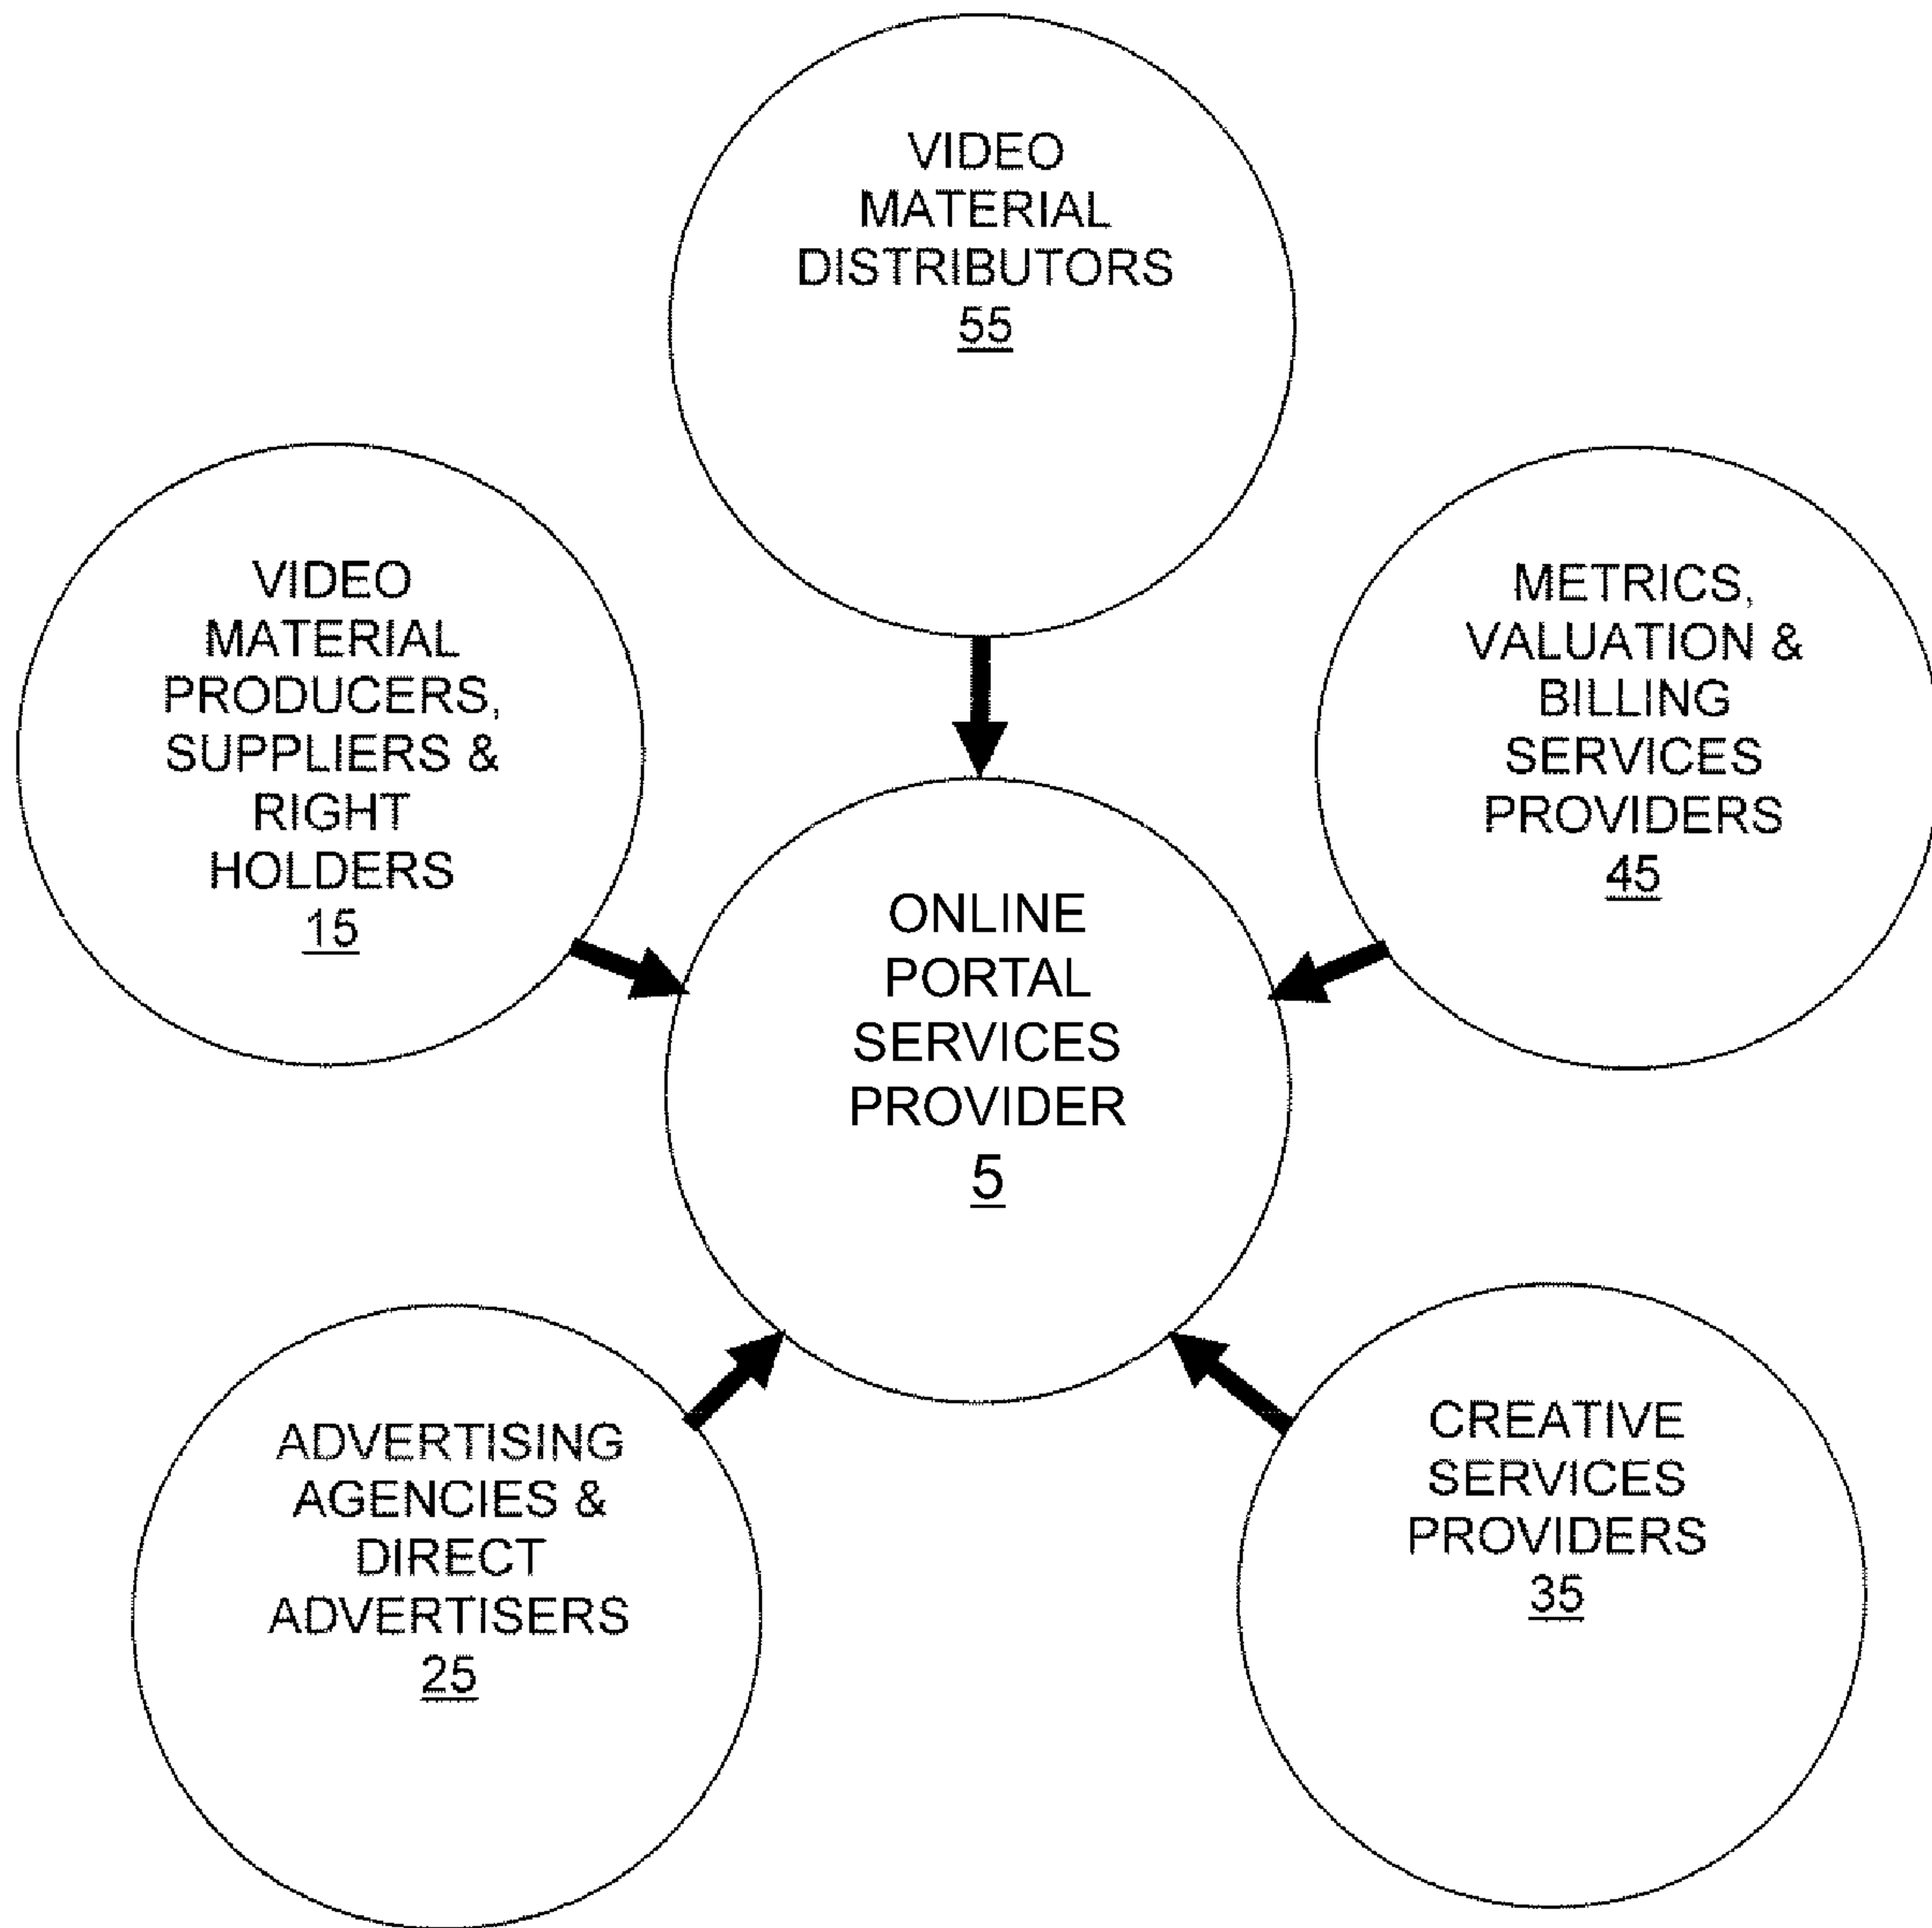 VIDEO
MATERIAL
DISTRIBUTORS
55
VIDEO
MATERIAL
PRODUCERS,
SUPPLIERS &
RIGHT
HOLDERS
15
METRICS,
VALUATION &
BILLING
SERVICES
PROVIDERS
45
ONLINE
PORTAL
SERVICES
PROVIDER
5
ADVERTISING
AGENCIES &
DIRECT
ADVERTISERS
25
CREATIVE
SERVICES
PROVIDERS
35